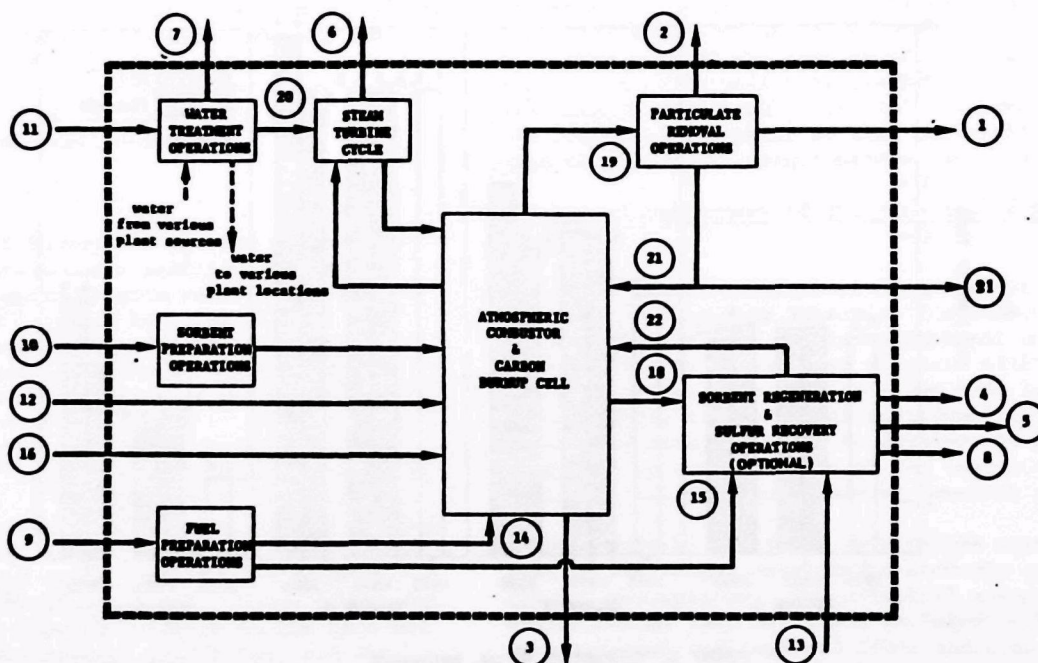 7
6
2
20
11
WATER
TREATMENT
OPERATIONS
STEAM
TURBINE
CYCLE
PARTICULATE
REMOVAL
OPERATIONS
1
19
water
from various
plant sources
water
to various
plant locations
21
21
ATMOSPHERIC
COMBUSTOR
&
CARBON
BURNUP CELL
22
10
SORBENT
PREPARATION
OPERATIONS
18
12
SORBENT REGENERATION
&
SULFUR RECOVERY
OPERATIONS
(OPTIONAL)
4
5
8
16
15
9
FUEL
PREPARATION
OPERATIONS
14
3
13